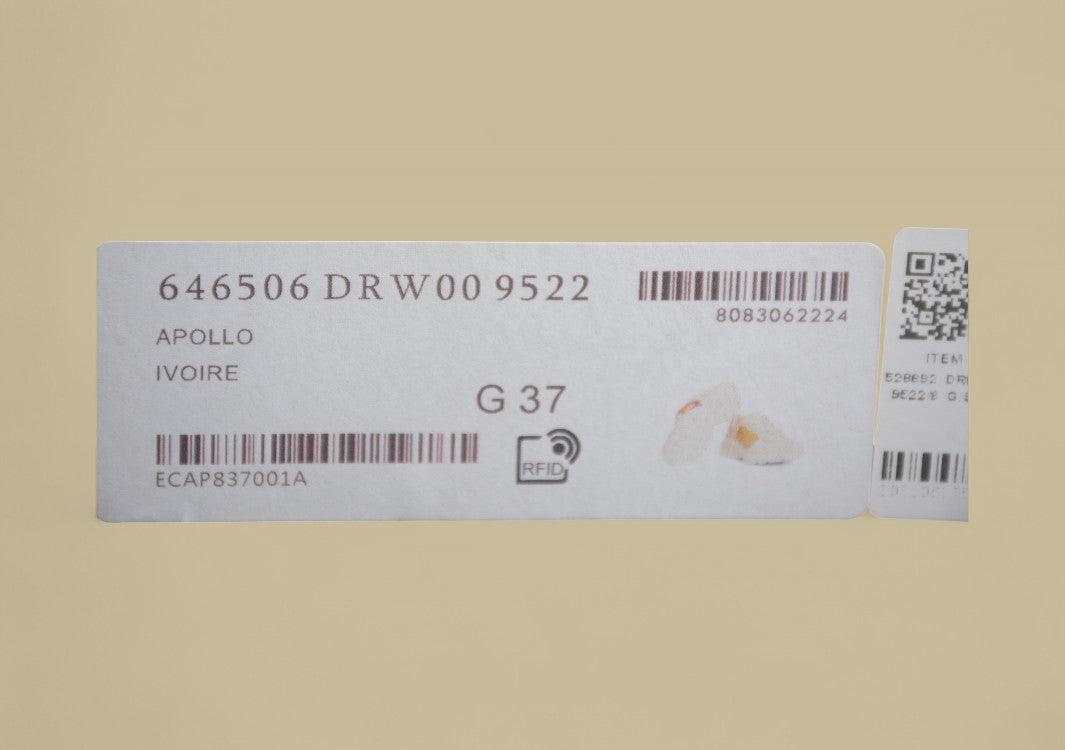 646506 DRW00 9522
8083062224
APOLLO
IVOIRE
G 37
RFID
ECAP837001A
ITEM